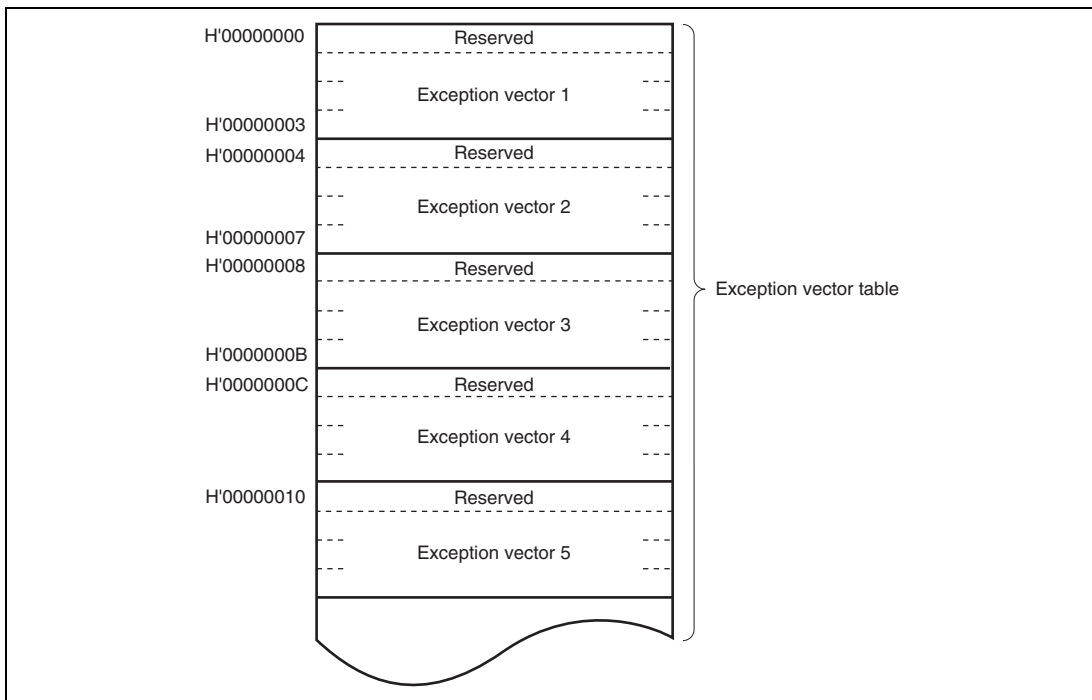 H'00000000
Reserved
Exception vector 1
H'00000003
H'00000004
Reserved
Exception vector 2
H'00000007
H'00000008
Reserved
Exception vector 3
H'0000000B
H'0000000C
Reserved
Exception vector 4
H'00000010
Reserved
Exception vector 5
Exception vector table